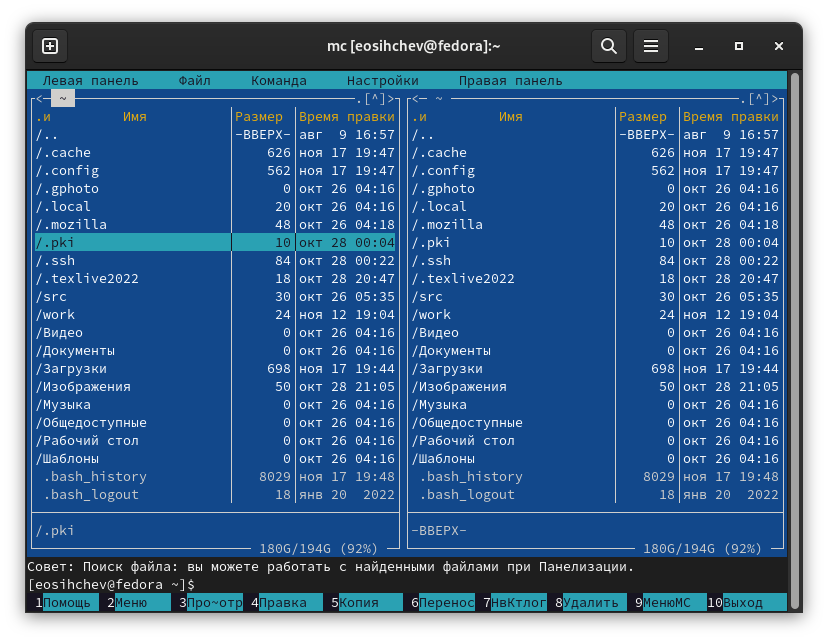 mc [eosihchev@fedora]:~
Левая панель Файл Команда Настройки Правая панель
<─ ~ .[^]> <─ ~ .[^]>
.и Имя Размер Время правки .и Имя Размер Время правки
/.. -ВВЕРХ- авг 9 16:57 /.. -ВВЕРХ- авг 9 16:57
/.cache 626 ноя 17 19:47 /.cache 626 ноя 17 19:47
/.config 562 ноя 17 19:47 /.config 562 ноя 17 19:47
/.gphoto 0 окт 26 04:16 /.gphoto 0 окт 26 04:16
/.local 20 окт 26 04:16 /.local 20 окт 26 04:16
/.mozilla 48 окт 26 04:18 /.mozilla 48 окт 26 04:18
/.pki 10 окт 28 00:04 /.pki 10 окт 28 00:04
/.ssh 84 окт 28 00:22 /.ssh 84 окт 28 00:22
/.texlive2022 18 окт 28 20:47 /.texlive2022 18 окт 28 20:47
/src 30 окт 26 05:35 /src 30 окт 26 05:35
/work 24 ноя 12 19:04 /work 24 ноя 12 19:04
/Видео 0 окт 26 04:16 /Видео 0 окт 26 04:16
/Документы 0 окт 26 04:16 /Документы 0 окт 26 04:16
/Загрузки 698 ноя 17 19:44 /Загрузки 698 ноя 17 19:44
/Изображения 50 окт 28 21:05 /Изображения 50 окт 28 21:05
/Музыка 0 окт 26 04:16 /Музыка 0 окт 26 04:16
/Общедоступные 0 окт 26 04:16 /Общедоступные 0 окт 26 04:16
/Рабочий стол 0 окт 26 04:16 /Рабочий стол 0 окт 26 04:16
/Шаблоны 0 окт 26 04:16 /Шаблоны 0 окт 26 04:16
.bash_history 8029 ноя 17 19:48 .bash_history 8029 ноя 17 19:48
.bash_logout 18 янв 20 2022 .bash_logout 18 янв 20 2022
/.pki -ВВЕРХ-
180G/194G (92%) 180G/194G (92%)
Совет: Поиск файла: вы можете работать с найденными файлами при Панелизации.
[eosihchev@fedora ~]$
1Помощь 2Меню 3Про~отр 4Правка 5Копия 6Перенос 7НвКтлог 8Удалить 9МенюMC 10Выход